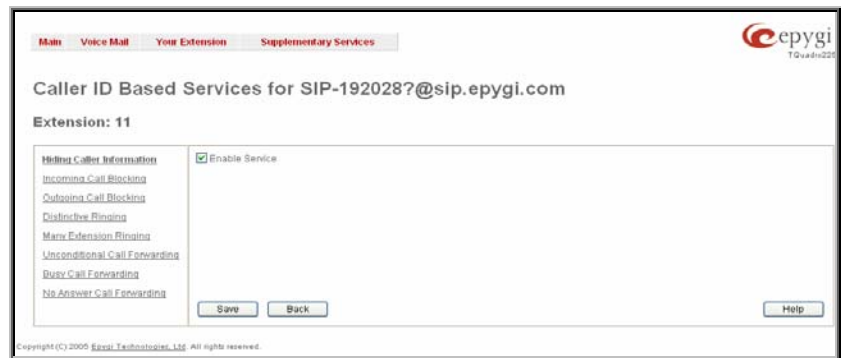 Main Voice Mail Your Extension Supplementary Services
epygi
TQuadro226
Caller ID Based Services for SIP-192028?@sip.epygi.com
Extension: 11
Hiding Caller Information
Enable Service
Incoming Call Blocking
Outgoing Call Blocking
Distinctive Ringing
Many Extension Ringing
Unconditional Call Forwarding
Busy Call Forwarding
No Answer Call Forwarding
Save Back Help
Copyright (C) 2005 Epygi Technologies, Ltd. All rights reserved.